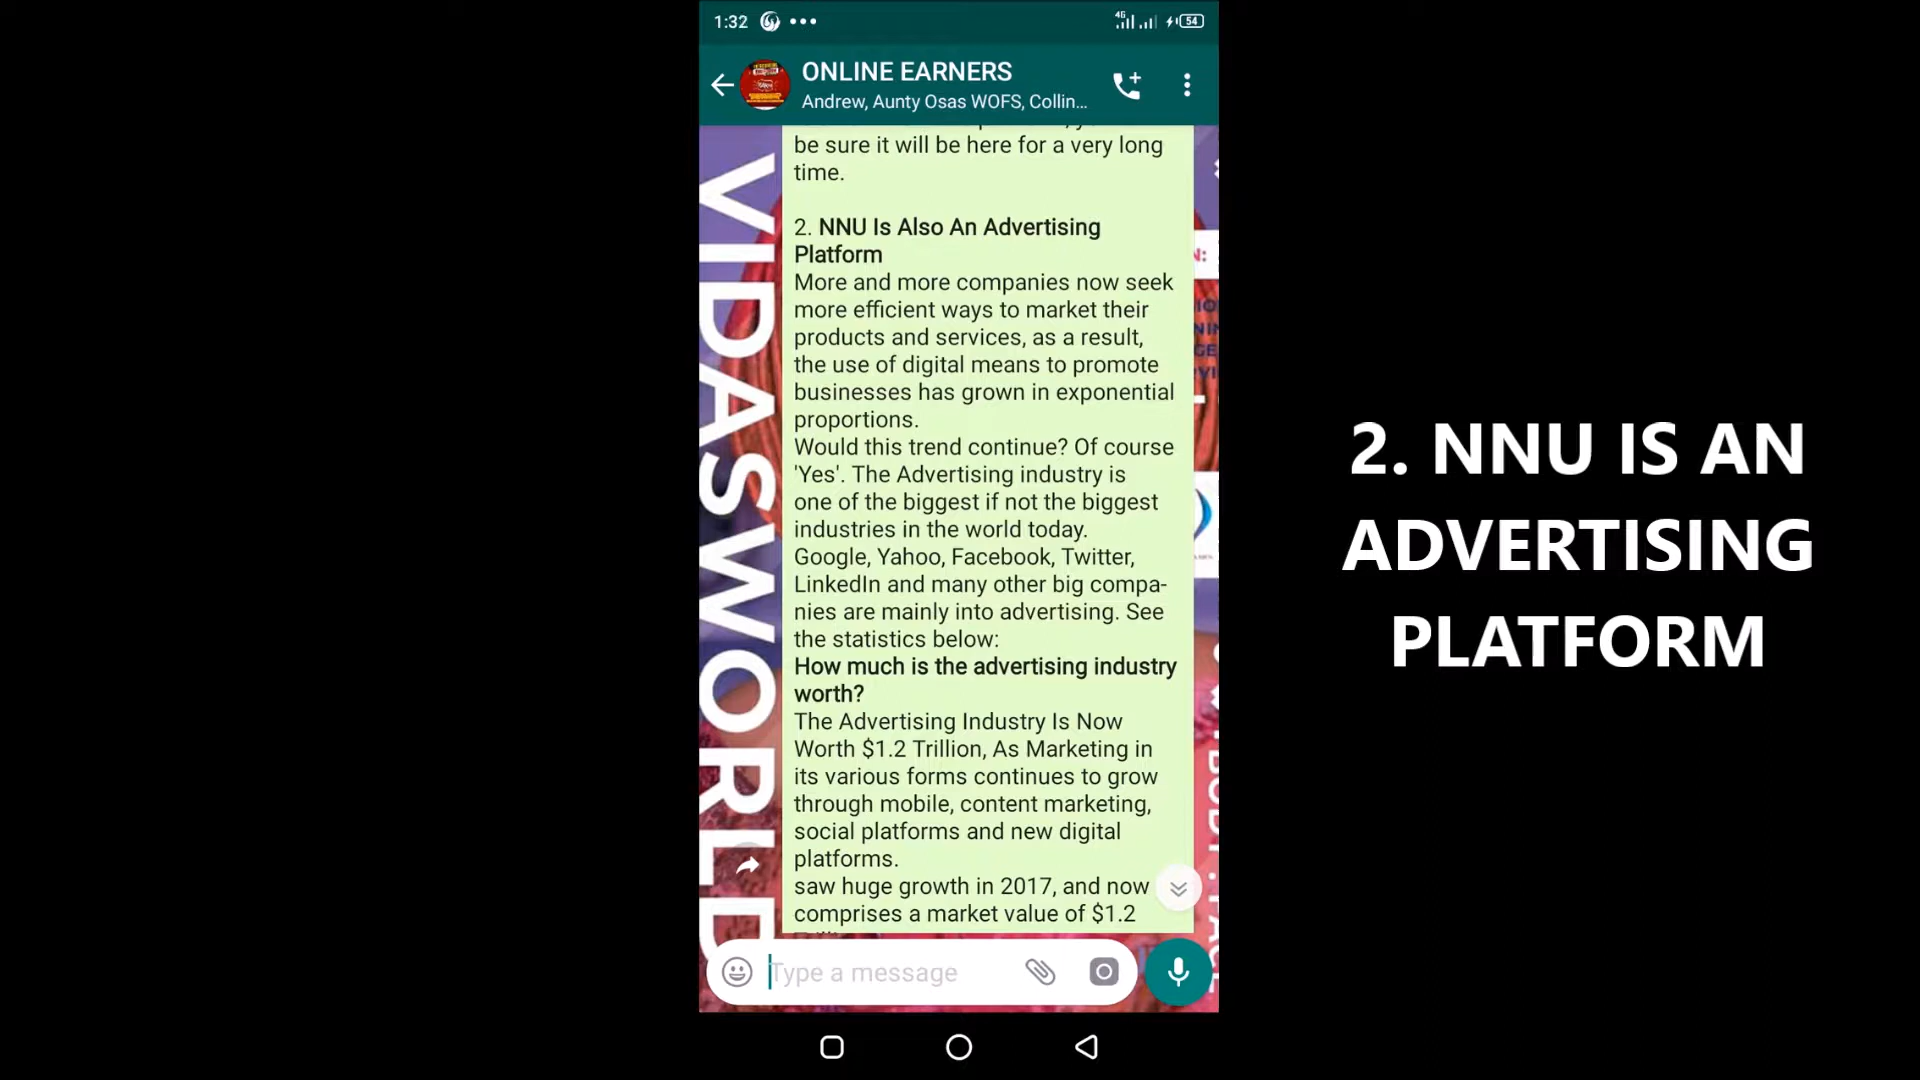 1:32
4G
54
ONLINE EARNERS
Andrew, Aunty Osas WOFS, Collin...
be sure it will be here for a very long
time.
2. NNU Is Also An Advertising
Platform
More and more companies now seek
more efficient ways to market their
products and services, as a result,
the use of digital means to promote
businesses has grown in exponential
proportions.
Would this trend continue? Of course
'Yes'. The Advertising industry is
one of the biggest if not the biggest
industries in the world today.
Google, Yahoo, Facebook, Twitter,
LinkedIn and many other big compa-
nies are mainly into advertising. See
the statistics below:
How much is the advertising industry
worth?
The Advertising Industry Is Now
Worth $1.2 Trillion, As Marketing in
its various forms continues to grow
through mobile, content marketing,
social platforms and new digital
platforms.
saw huge growth in 2017, and now
comprises a market value of $1.2
Type a message
VIDASWORLD
2. NNU IS AN
ADVERTISING
PLATFORM